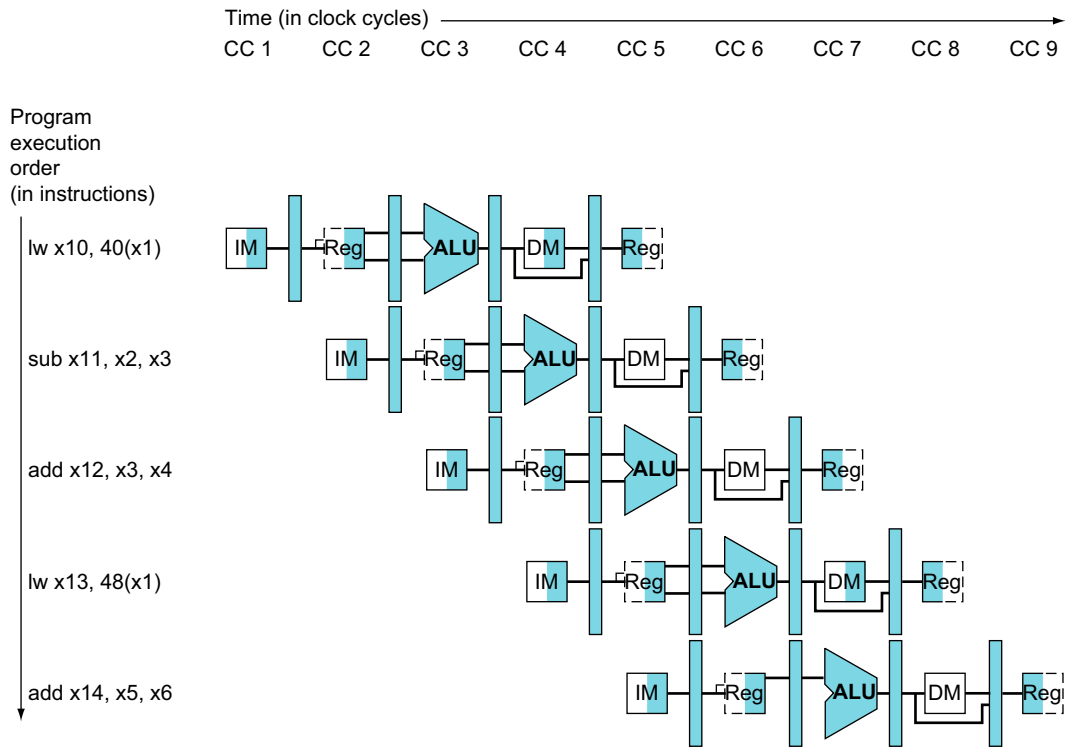 Time (in clock cycles)
CC 1 CC 2 CC 3 CC 4 CC 5 CC 6 CC 7 CC 8 CC 9
Program
execution
order
(in instructions)
lw x10, 40(x1) IM Reg ALU DM Reg
sub x11, x2, x3 IM Reg ALU DM Reg
add x12, x3, x4 IM Reg ALU DM Reg
lw x13, 48(x1) IM Reg ALU DM Reg
add x14, x5, x6 IM Reg ALU DM Reg